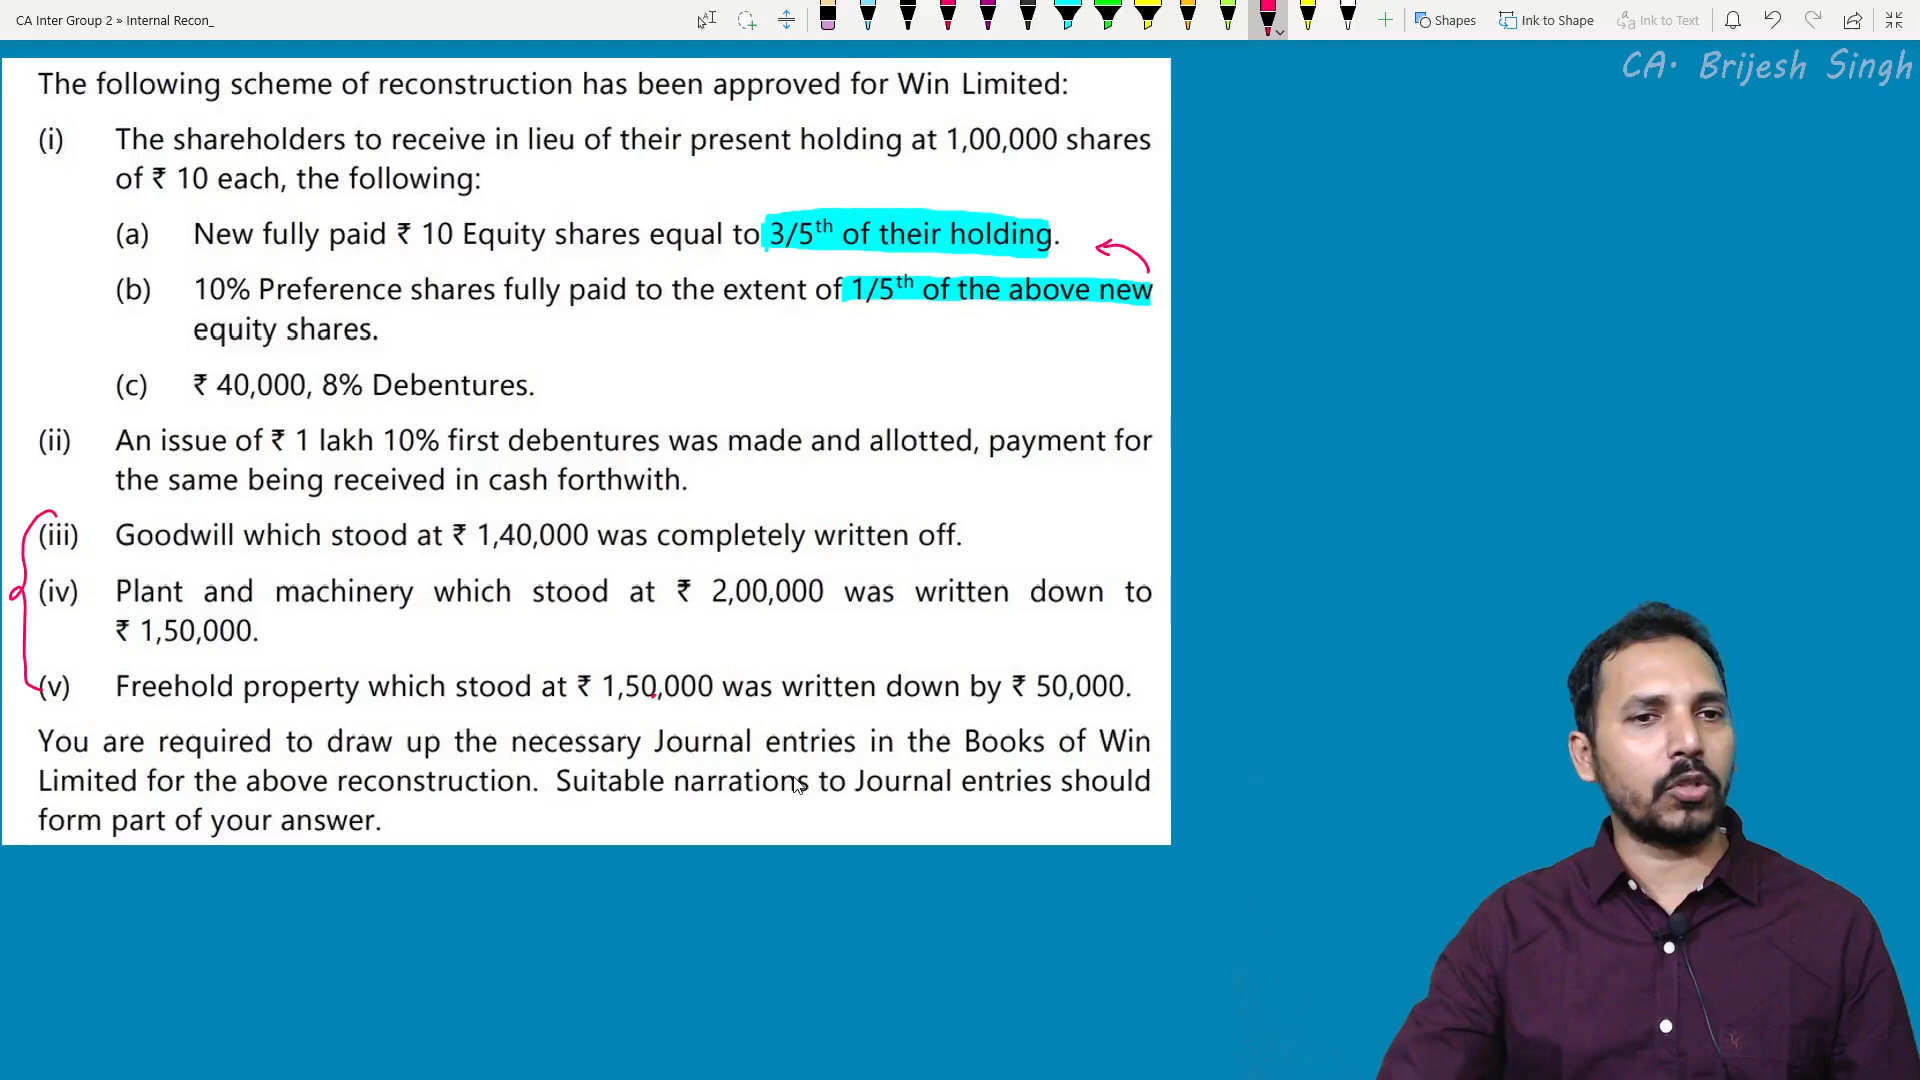 CA Inter Group 2 » Internal Recon_
Shapes
Ink to Shape
Ink to Text
CA. Brijesh Singh
The following scheme of reconstruction has been approved for Win Limited:
(i) The shareholders to receive in lieu of their present holding at 1,00,000 shares
of ₹ 10 each, the following:
(a) New fully paid ₹ 10 Equity shares equal to 3/5th of their holding.
(b) 10% Preference shares fully paid to the extent of 1/5th of the above new
equity shares.
(c) ₹ 40,000, 8% Debentures.
(ii) An issue of ₹ 1 lakh 10% first debentures was made and allotted, payment for
the same being received in cash forthwith.
(iii) Goodwill which stood at ₹ 1,40,000 was completely written off.
(iv) Plant and machinery which stood at ₹ 2,00,000 was written down to
₹ 1,50,000.
(v) Freehold property which stood at ₹ 1,50,000 was written down by ₹ 50,000.
You are required to draw up the necessary Journal entries in the Books of Win
Limited for the above reconstruction. Suitable narrations to Journal entries should
form part of your answer.